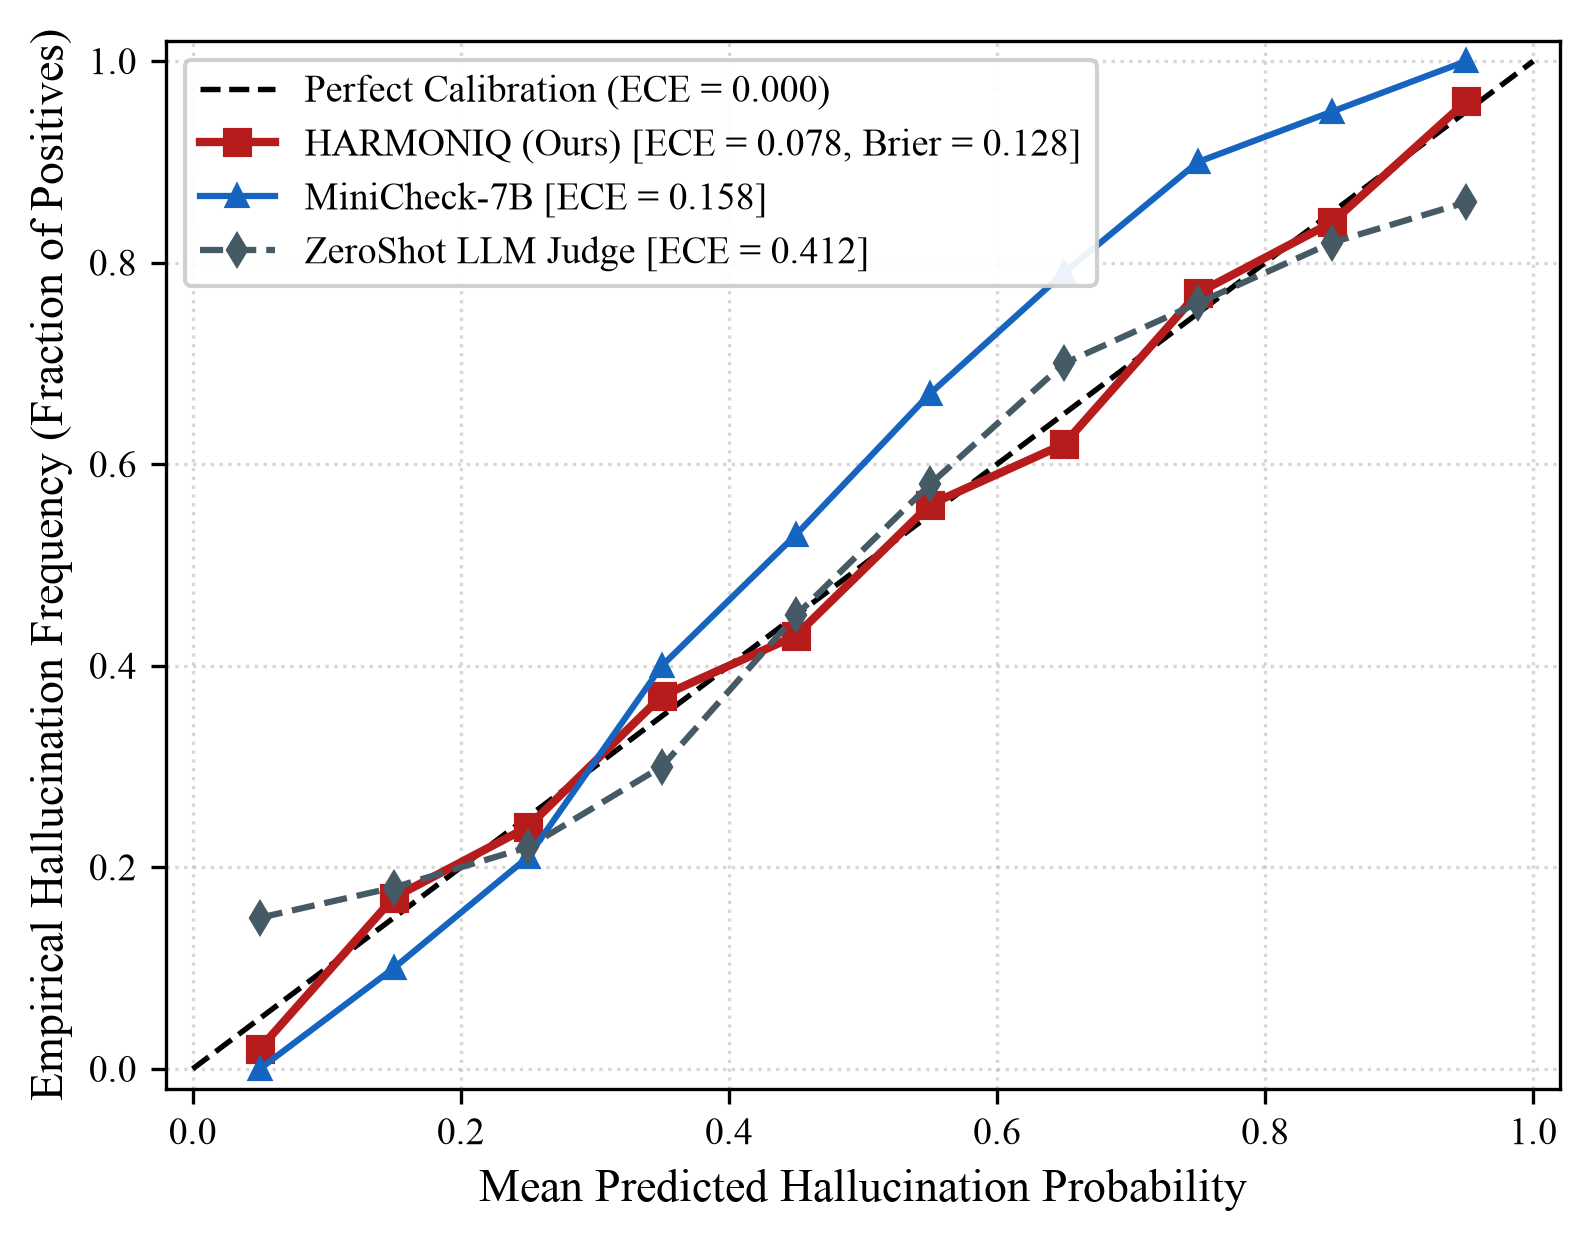 Empirical Hallucination Frequency (Fraction of Positives)
1.0
0.8
0.6
0.4
0.2
0.0
Perfect Calibration (ECE = 0.000)
HARMONIQ (Ours) [ECE = 0.078, Brier = 0.128]
MiniCheck-7B [ECE = 0.158]
ZeroShot LLM Judge [ECE = 0.412]
0.0 0.2 0.4 0.6 0.8 1.0
Mean Predicted Hallucination Probability